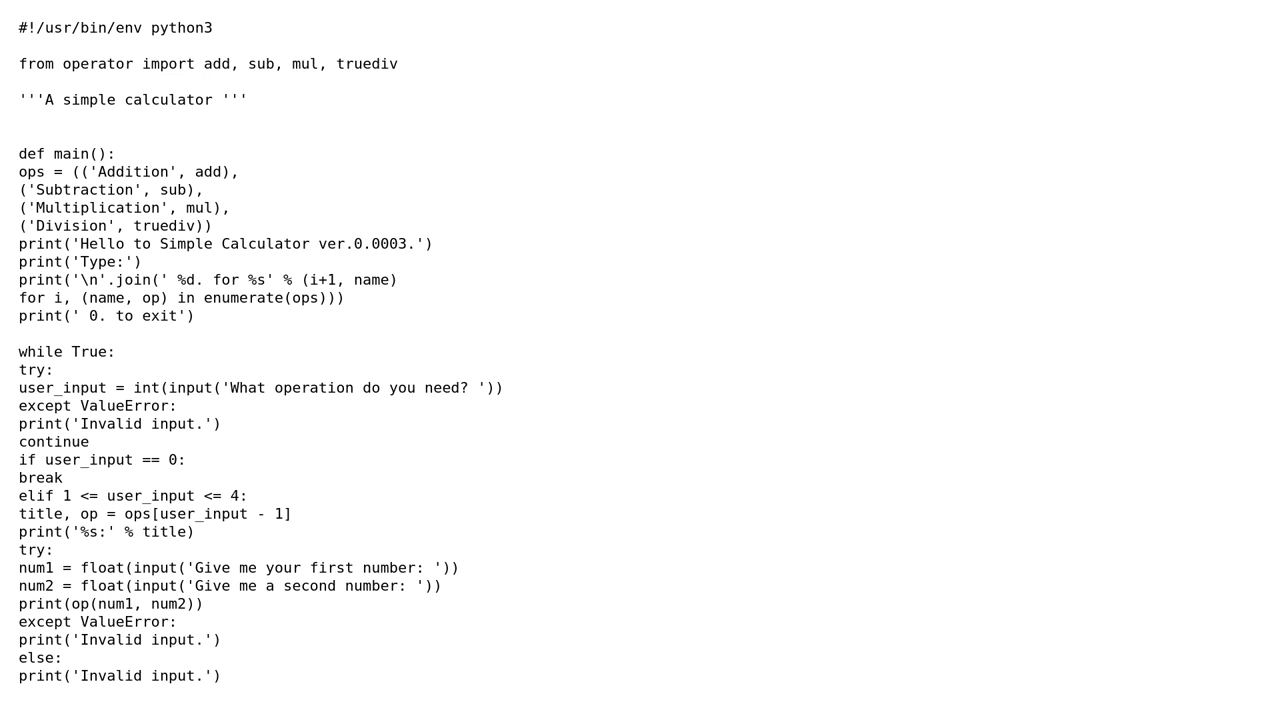 #!/usr/bin/env python3
from operator import add, sub, mul, truediv
'''A simple calculator '''
def main():
ops = (('Addition', add),
('Subtraction', sub),
('Multiplication', mul),
('Division', truediv))
print('Hello to Simple Calculator ver.0.0003.')
print('Type:')
print('\n'.join(' %d. for %s' % (i+1, name)
for i, (name, op) in enumerate(ops)))
print(' 0. to exit')
while True:
try:
user_input = int(input('What operation do you need? '))
except ValueError:
print('Invalid input.')
continue
if user_input == 0:
break
elif 1 <= user_input <= 4:
title, op = ops[user_input - 1]
print('%s:' % title)
try:
num1 = float(input('Give me your first number: '))
num2 = float(input('Give me a second number: '))
print(op(num1, num2))
except ValueError:
print('Invalid input.')
else:
print('Invalid input.')